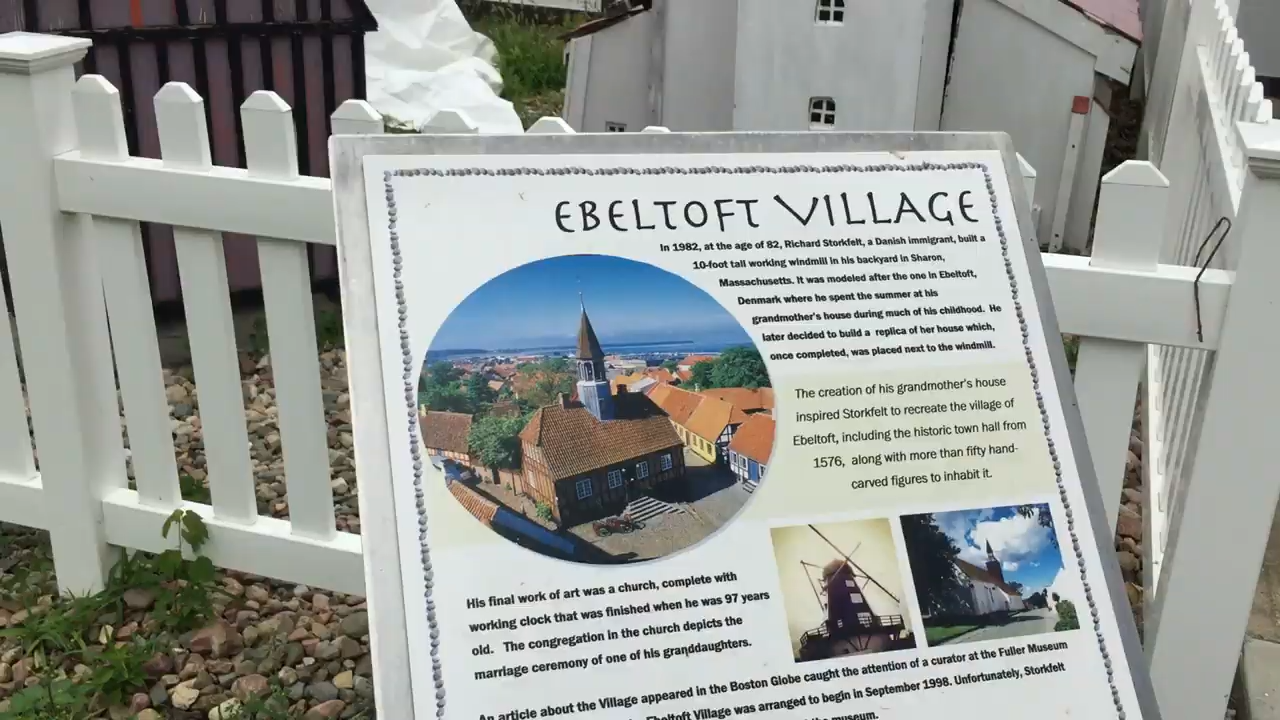 EBELTOFT VILLAGE
In 1982, at the age of 82, Richard Storkfelt, a Danish immigrant, built a
10-foot tall working windmill in his backyard in Sharon,
Massachusetts. It was modeled after the one in Ebeltoft,
Denmark where he spent the summer at his
grandmother's house during much of his childhood. He
later decided to build a replica of her house which,
once completed, was placed next to the windmill.
The creation of his grandmother's house
inspired Storkfelt to recreate the village of
Ebeltoft, including the historic town hall from
1576, along with more than fifty hand-
carved figures to inhabit it.
His final work of art was a church, complete with
working clock that was finished when he was 97 years
old. The congregation in the church depicts the
marriage ceremony of one of his granddaughters.
An article about the Village appeared in the Boston Globe caught the attention of a curator at the Fuller Museum
Ebeltoft Village was arranged to begin in September 1998. Unfortunately, Storkfelt
museum.